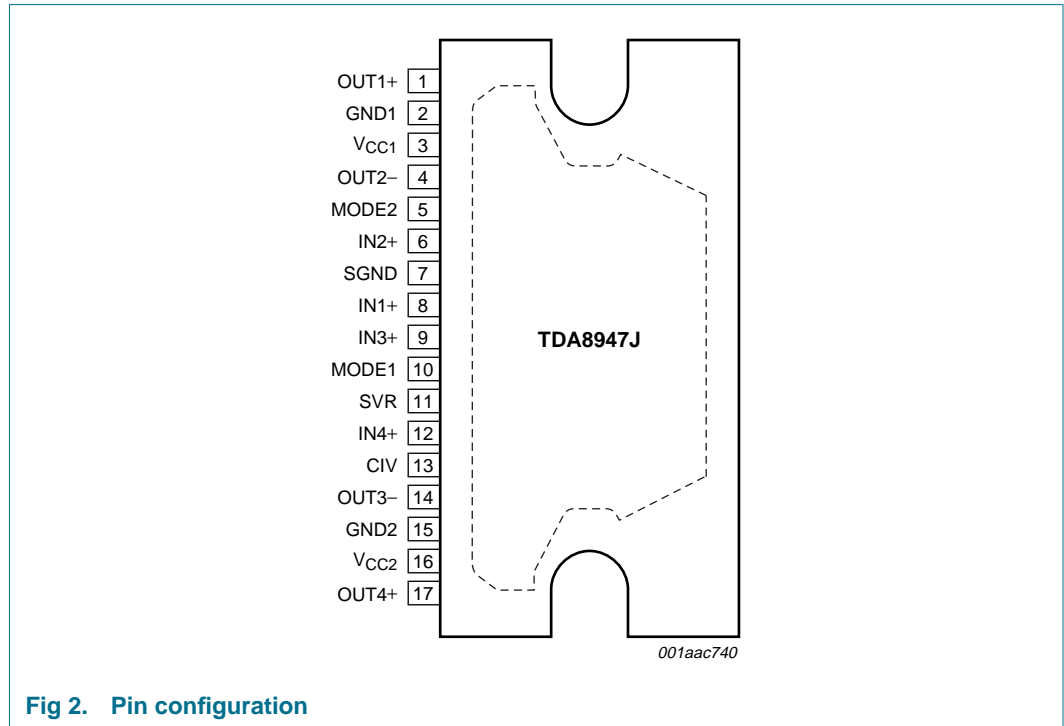 OUT1+ 1
GND1 2
VCC1 3
OUT2− 4
MODE2 5
IN2+ 6
SGND 7
IN1+ 8
IN3+ 9
TDA8947J
MODE1 10
SVR 11
IN4+ 12
CIV 13
OUT3− 14
GND2 15
VCC2 16
OUT4+ 17
001aac740
Fig 2. Pin configuration